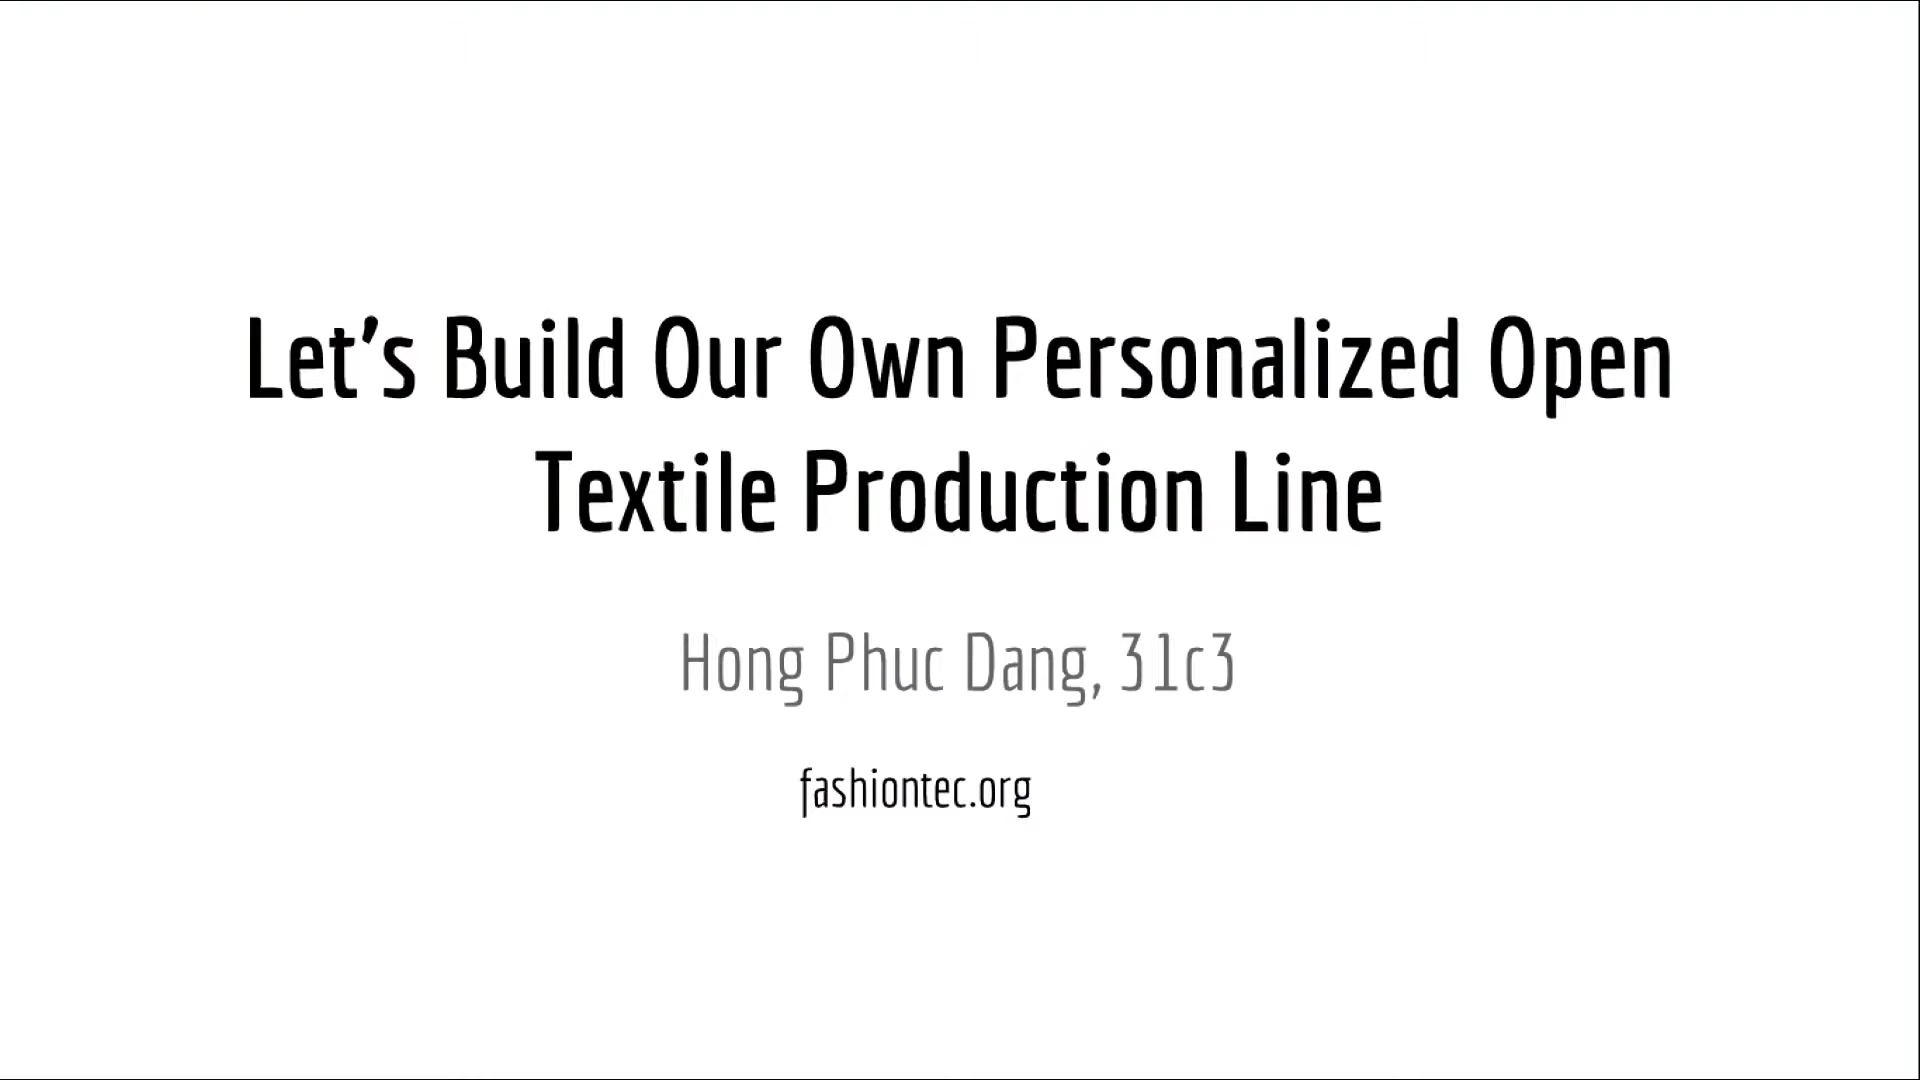 Let’s Build Our Own Personalized Open
Textile Production Line
Hong Phuc Dang, 31c3
fashiontec.org